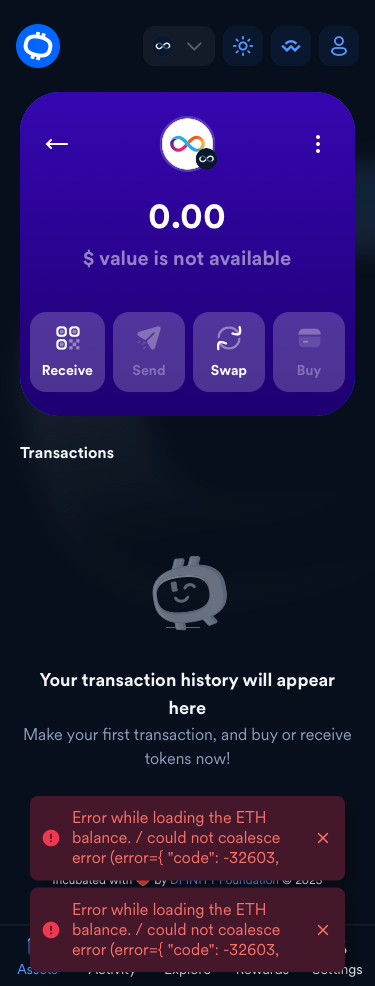 0.00
$ value is not available
Receive
Send
Swap
Buy
Transactions
Your transaction history will appear
here
Make your first transaction, and buy or receive
tokens now!
Error while loading the ETH
balance. / could not coalesce
error (error={ "code": -32603,
Incubated with ❤️ by DFINITY Foundation © 2025
Error while loading the ETH
balance. / could not coalesce
error (error={ "code": -32603,
Assets
Activity
Explore
Rewards
Settings